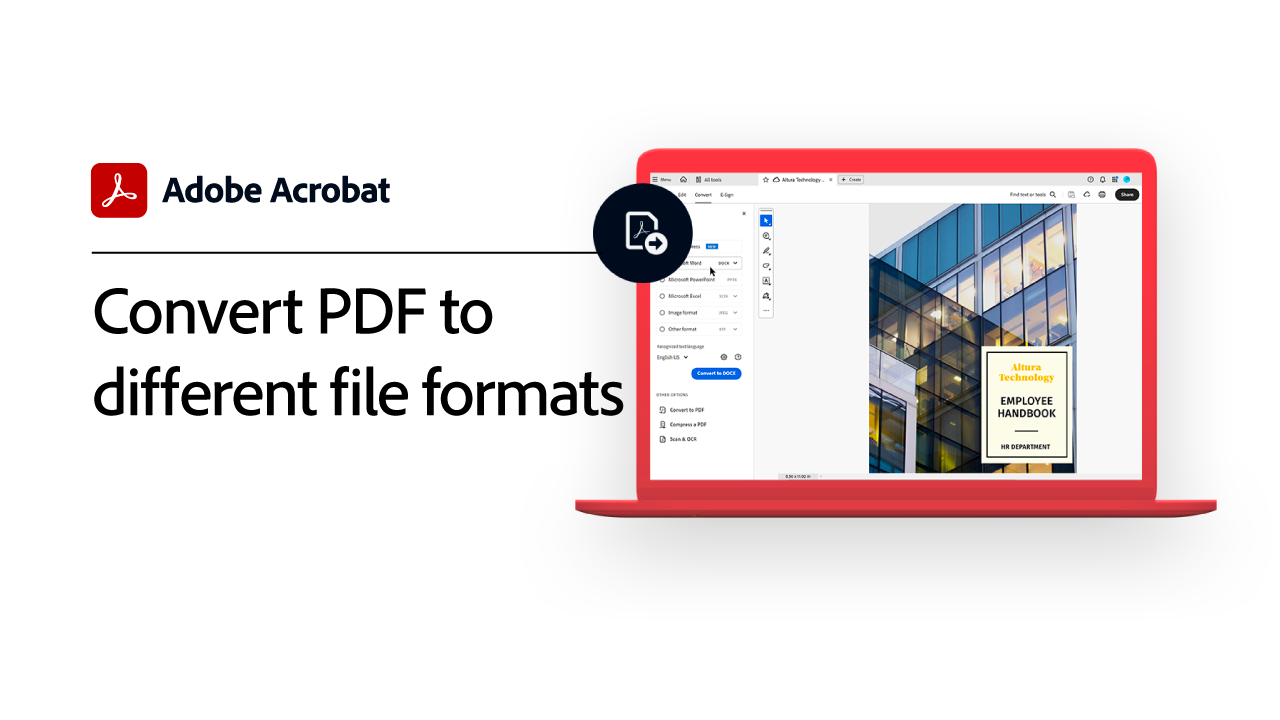 Adobe Acrobat
Convert PDF to
different file formats
Menu
All tools
Altura Technology...
Create
Edit
Convert
E-Sign
Find text or tools
Share
NEW
Word
DOCX
Microsoft PowerPoint
PPTX
Microsoft Excel
XLSX
Image format
JPEG
Other format
RTF
Recognized text language
English US
Convert to DOCX
OTHER OPTIONS
Convert to PDF
Compress a PDF
Scan & OCR
Altura
Technology
EMPLOYEE
HANDBOOK
HR DEPARTMENT
8.50 x 11.00 in